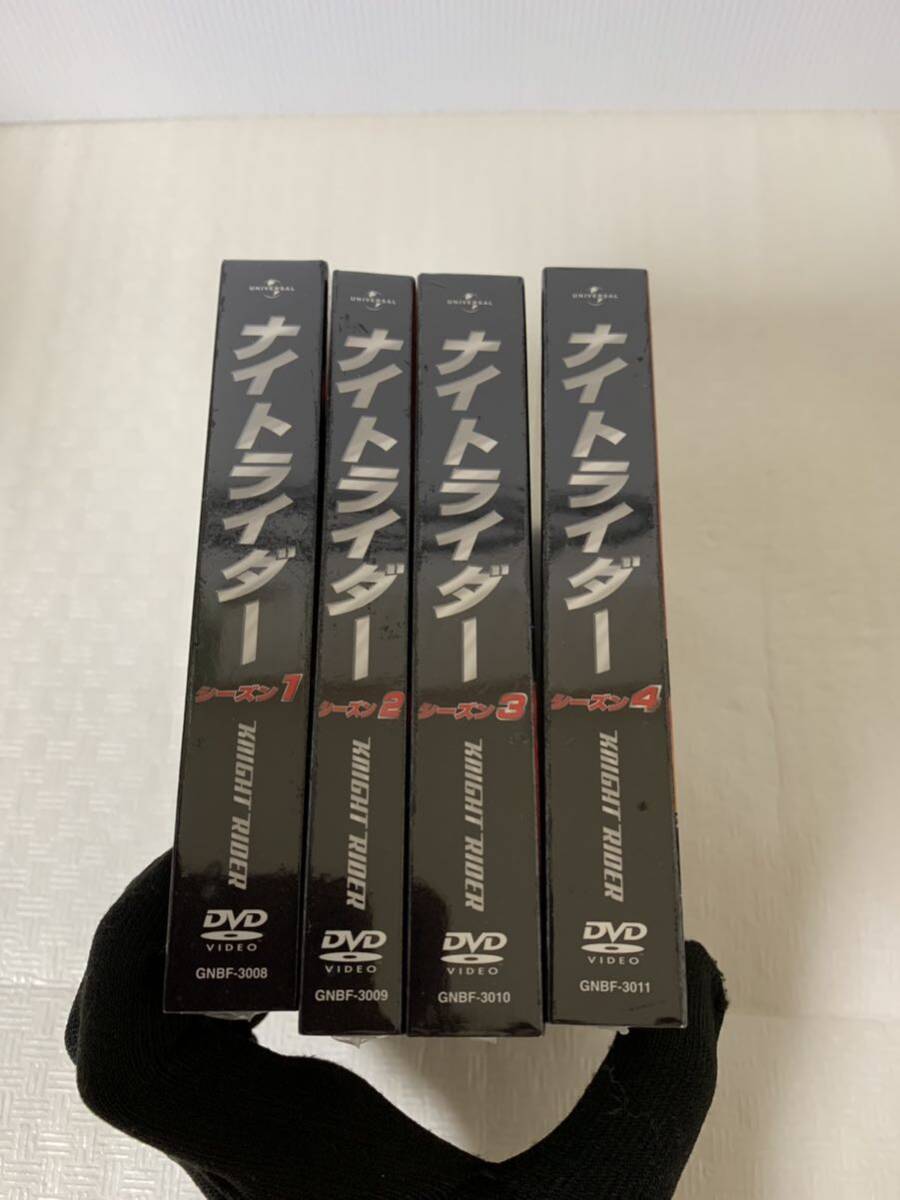 UNIVERSAL
ナイトライダー
シーズン1
KNIGHT RIDER
DVD
VIDEO
GNBF-3008
UNIVERSAL
ナイトライダー
シーズン2
KNIGHT RIDER
DVD
VIDEO
GNBF-3009
UNIVERSAL
ナイトライダー
シーズン3
KNIGHT RIDER
DVD
VIDEO
GNBF-3010
UNIVERSAL
ナイトライダー
シーズン4
KNIGHT RIDER
DVD
VIDEO
GNBF-3011